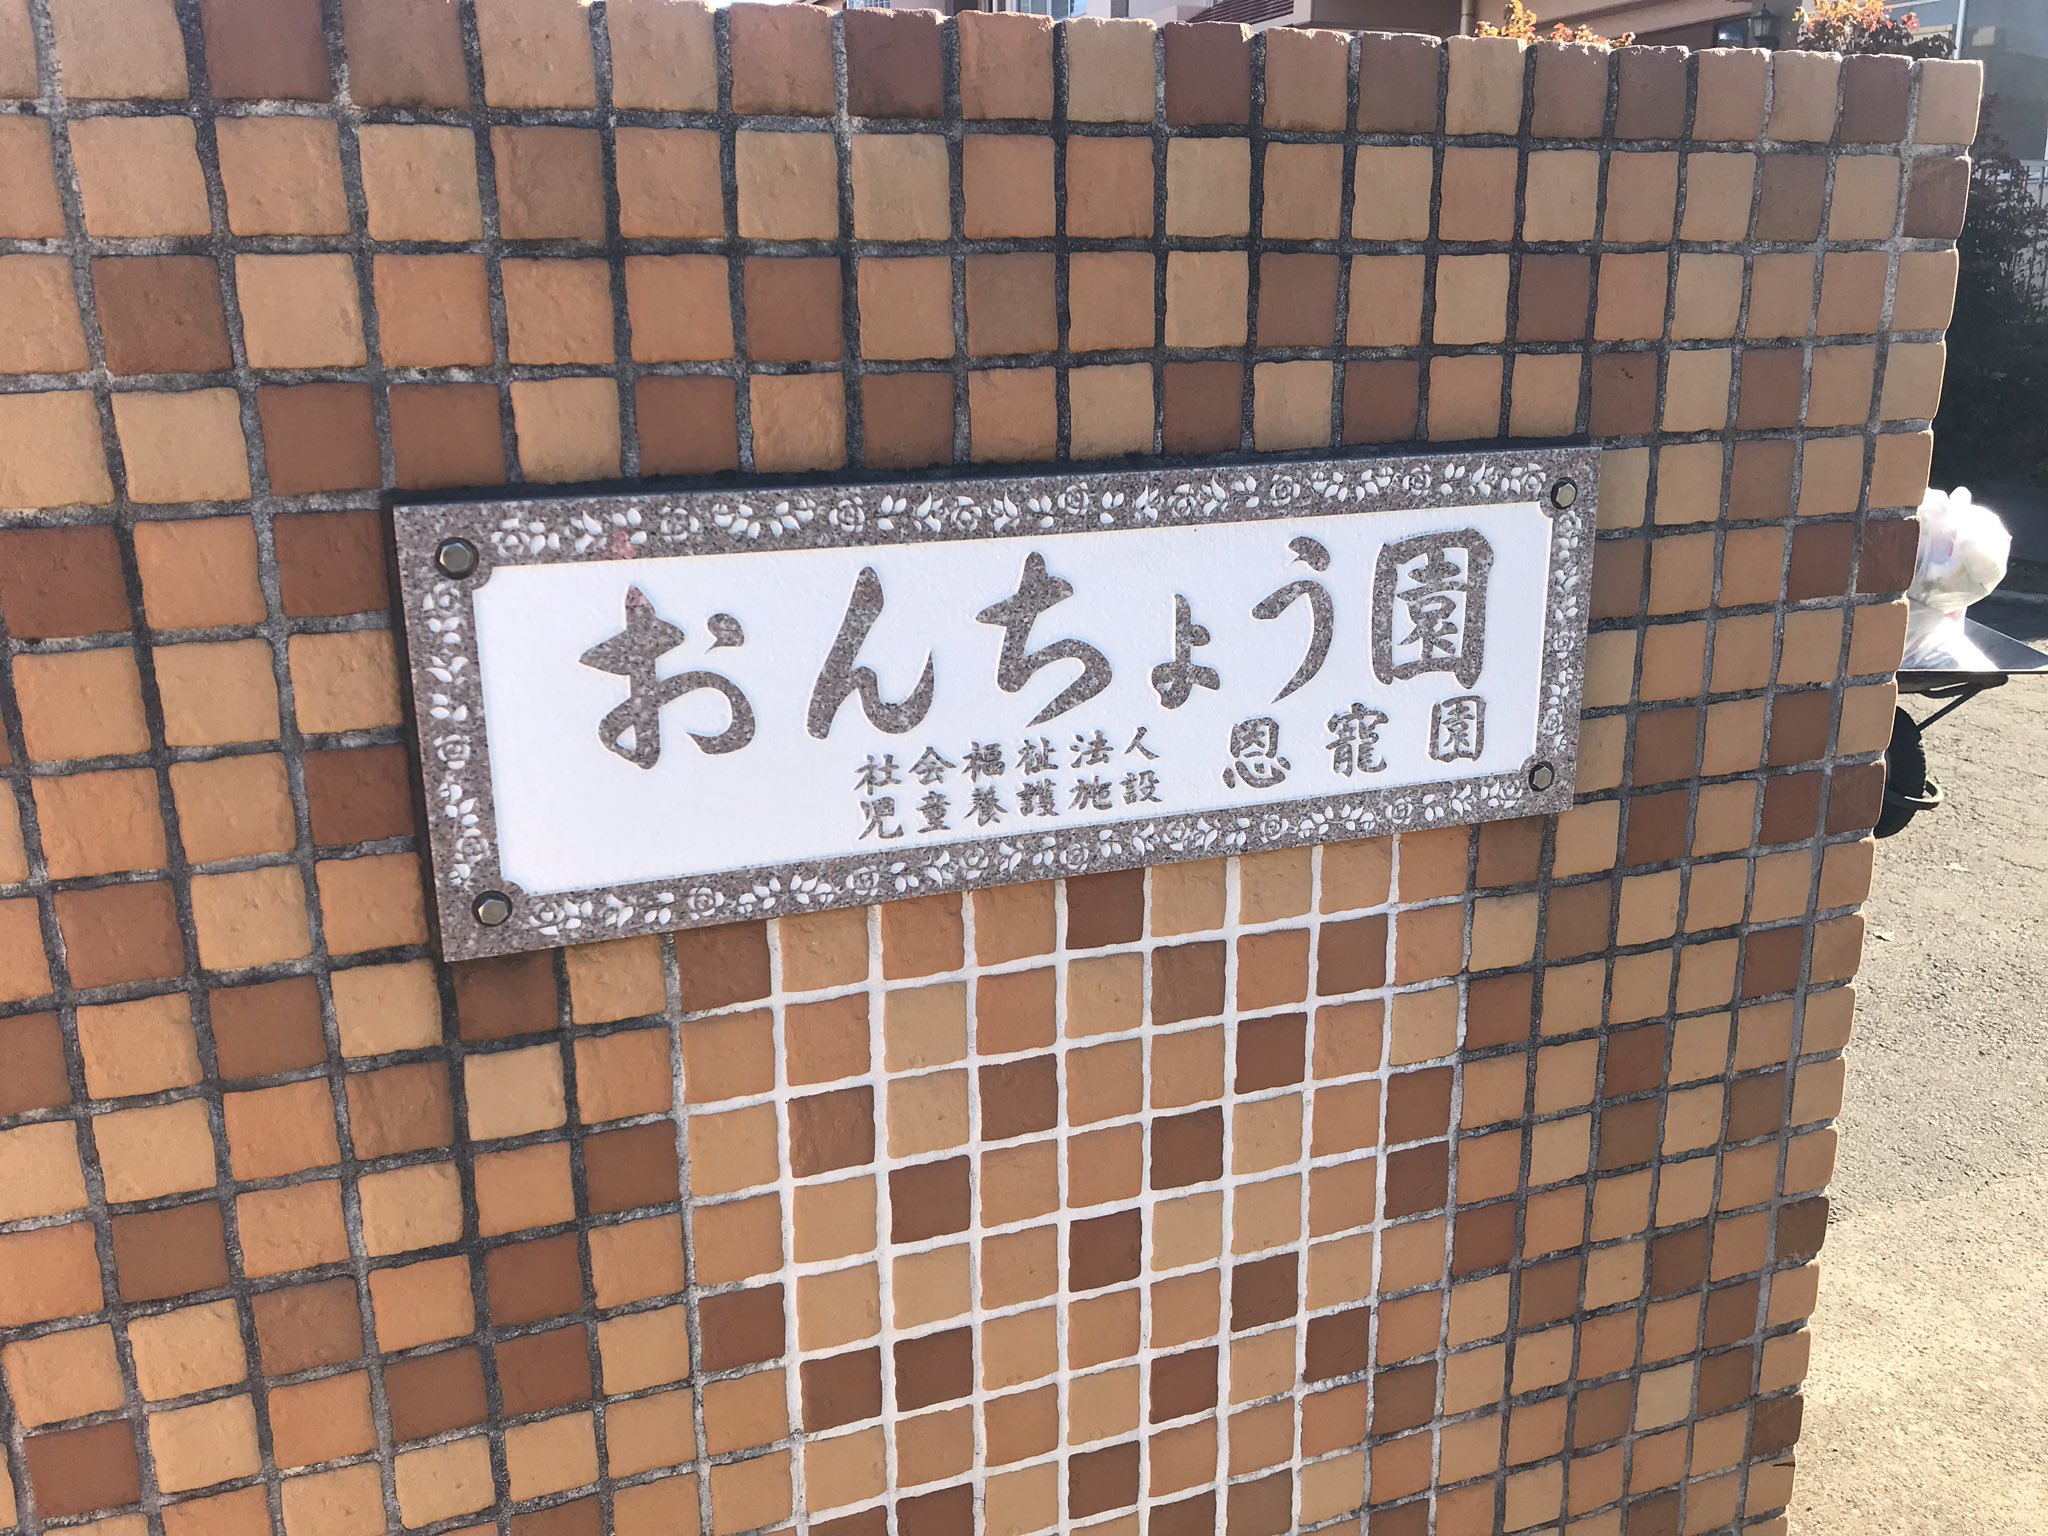 おんちょう園
社会福祉法人
児童養護施設
恩寵園